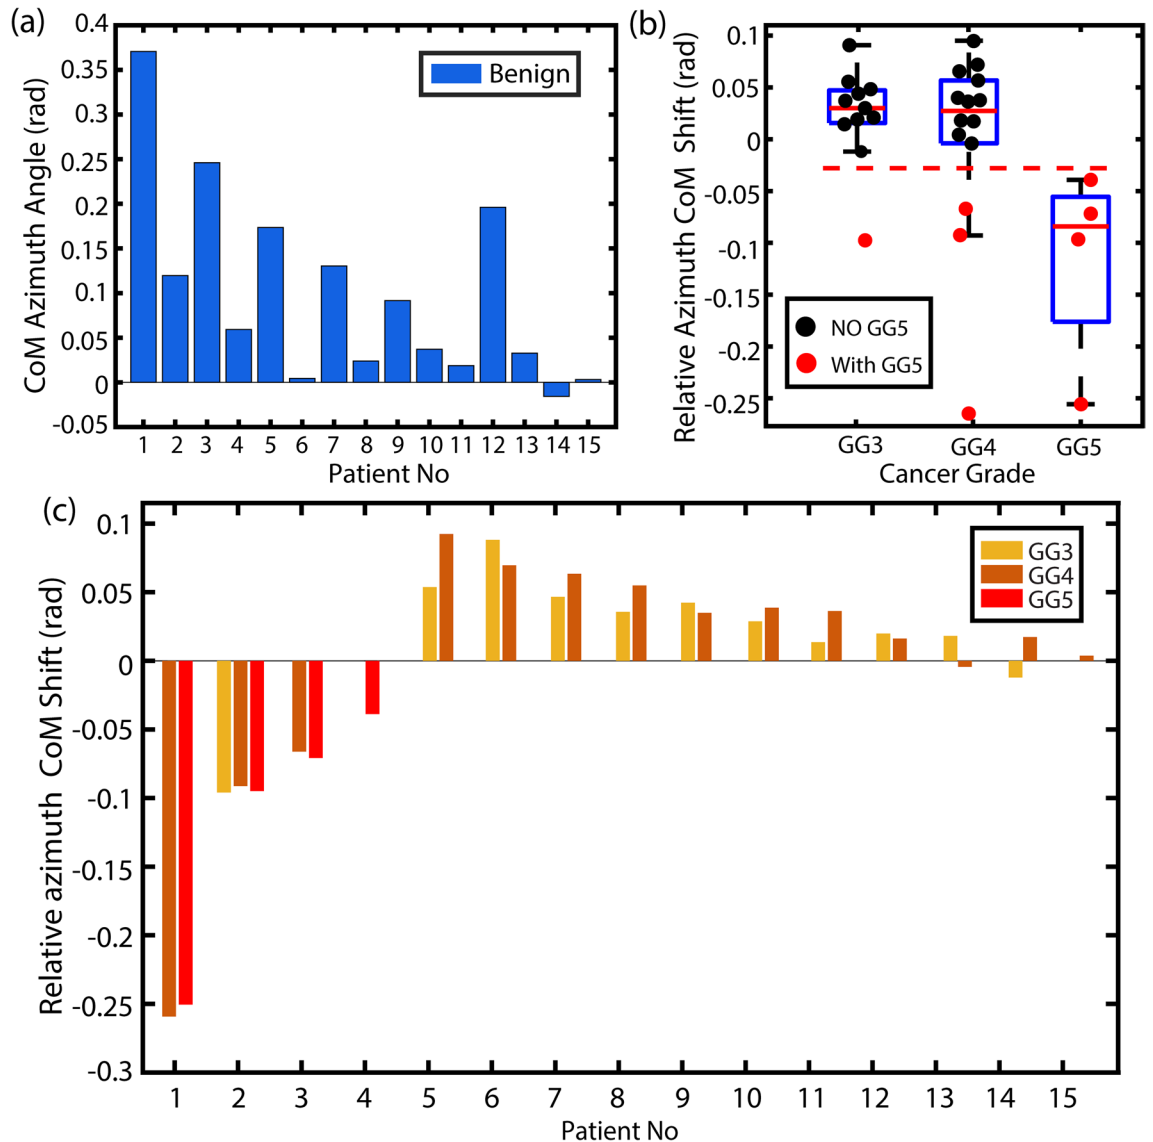 (a)
0.4
0.35
0.3
0.25
0.2
0.15
0.1
0.05
0
-0.05
CoM Azimuth Angle (rad)
Benign
1 2 3 4 5 6 7 8 9 10 11 12 13 14 15
Patient No
(b)
0.1
0.05
0
-0.05
-0.1
-0.15
-0.2
-0.25
Relative Azimuth CoM Shift (rad)
NO GG5
With GG5
GG3 GG4 GG5
Cancer Grade
(c)
0.1
0.05
0
-0.05
-0.1
-0.15
-0.2
-0.25
-0.3
Relative azimuth CoM Shift (rad)
GG3
GG4
GG5
1 2 3 4 5 6 7 8 9 10 11 12 13 14 15
Patient No